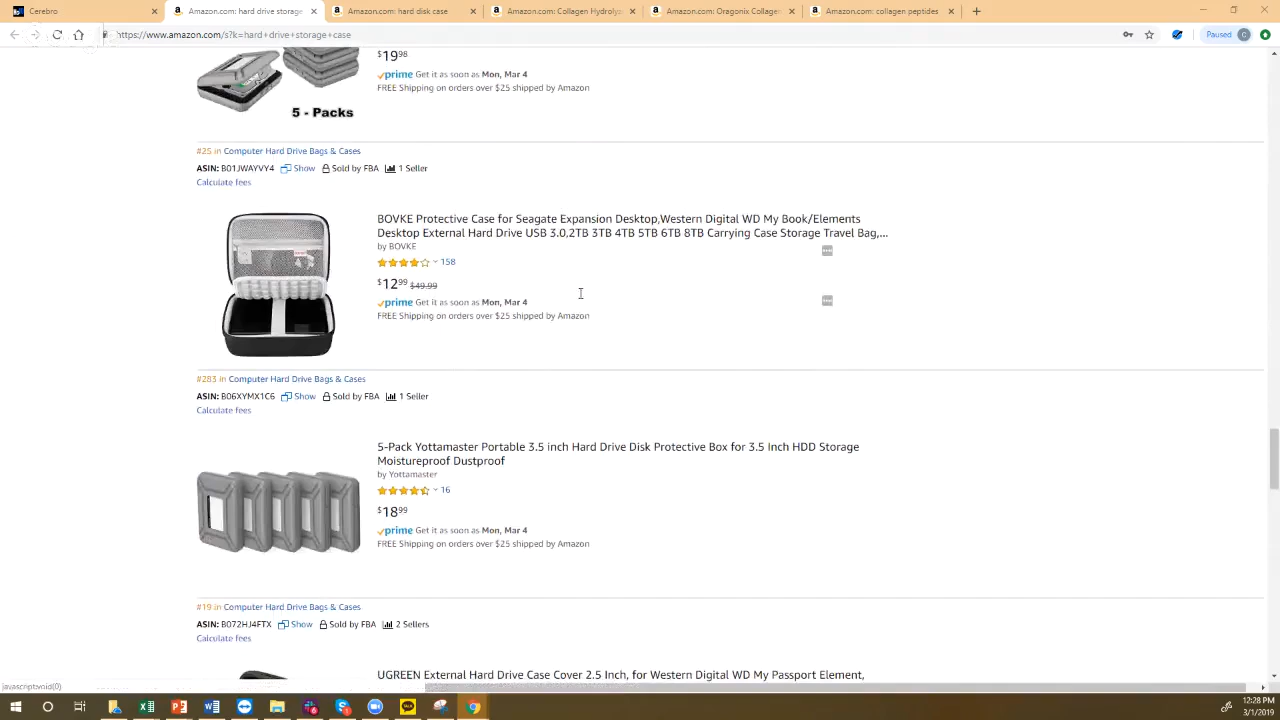 Cerebro
Amazon.com: hard drive storage
Amazon.com: hard disk case
Amazon.com: Collagen Hydrolyz
Amazon.com: Orgonix Collagen
Amazon.com: collagen peptides
https://www.amazon.com/s?k=hard+drive+storage+case
Paused
C
$19.98
prime Get it as soon as Mon, Mar 4
FREE Shipping on orders over $25 shipped by Amazon
5 - Packs
#25 in Computer Hard Drive Bags & Cases
ASIN: B01JWAYVY4 Show Sold by FBA 1 Seller
Calculate fees
BOVKE Protective Case for Seagate Expansion Desktop,Western Digital WD My Book/Elements
Desktop External Hard Drive USB 3.0,2TB 3TB 4TB 5TB 6TB 8TB Carrying Case Storage Travel Bag,...
by BOVKE
158
$12.99 $49.99
prime Get it as soon as Mon, Mar 4
FREE Shipping on orders over $25 shipped by Amazon
#283 in Computer Hard Drive Bags & Cases
ASIN: B06XYMX1C6 Show Sold by FBA 1 Seller
Calculate fees
5-Pack Yottamaster Portable 3.5 inch Hard Drive Disk Protective Box for 3.5 Inch HDD Storage
Moistureproof Dustproof
by Yottamaster
16
$18.99
prime Get it as soon as Mon, Mar 4
FREE Shipping on orders over $25 shipped by Amazon
#19 in Computer Hard Drive Bags & Cases
ASIN: B072HJ4FTX Show Sold by FBA 2 Sellers
Calculate fees
UGREEN External Hard Drive Case Cover 2.5 Inch, for Western Digital WD My Passport Element,
javascript:void(0)
12:28 PM
3/1/2019